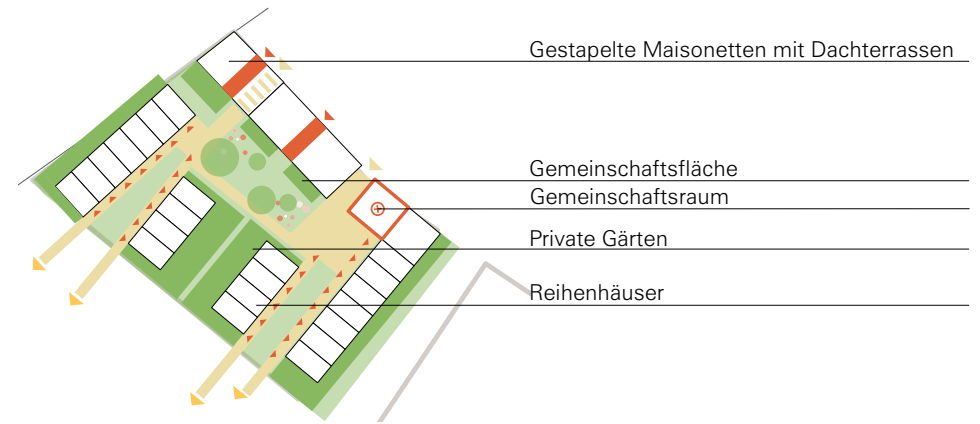 Gestapelte Maisonetten mit Dachterrassen
Gemeinschaftsfläche
Gemeinschaftsraum
Private Gärten
Reihenhäuser